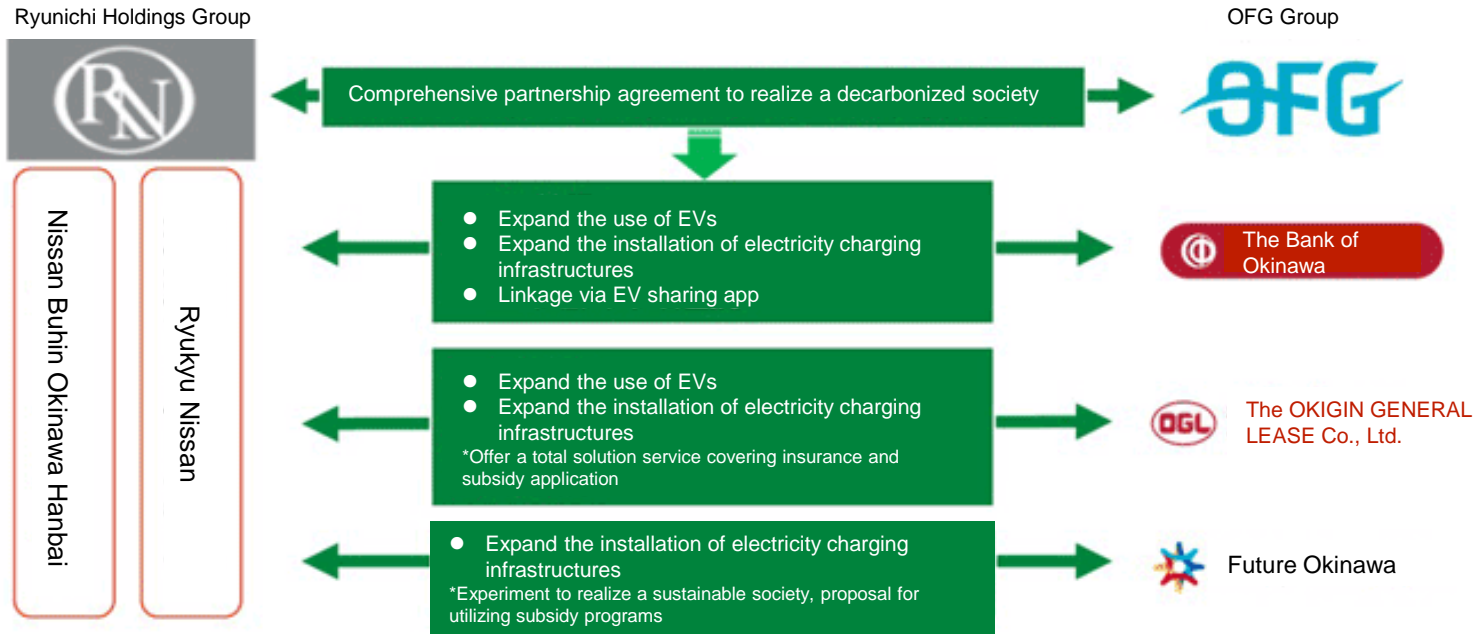 Ryunichi Holdings Group
OFG Group
RN
Comprehensive partnership agreement to realize a decarbonized society
OFG
Nissan Buhin Okinawa Hanbai
Ryukyu Nissan
● Expand the use of EVs
● Expand the installation of electricity charging
infrastructures
● Linkage via EV sharing app
The Bank of
Okinawa
● Expand the use of EVs
● Expand the installation of electricity charging
infrastructures
*Offer a total solution service covering insurance and
subsidy application
OGL
The OKIGIN GENERAL
LEASE Co., Ltd.
● Expand the installation of electricity charging
infrastructures
*Experiment to realize a sustainable society, proposal for
utilizing subsidy programs
Future Okinawa